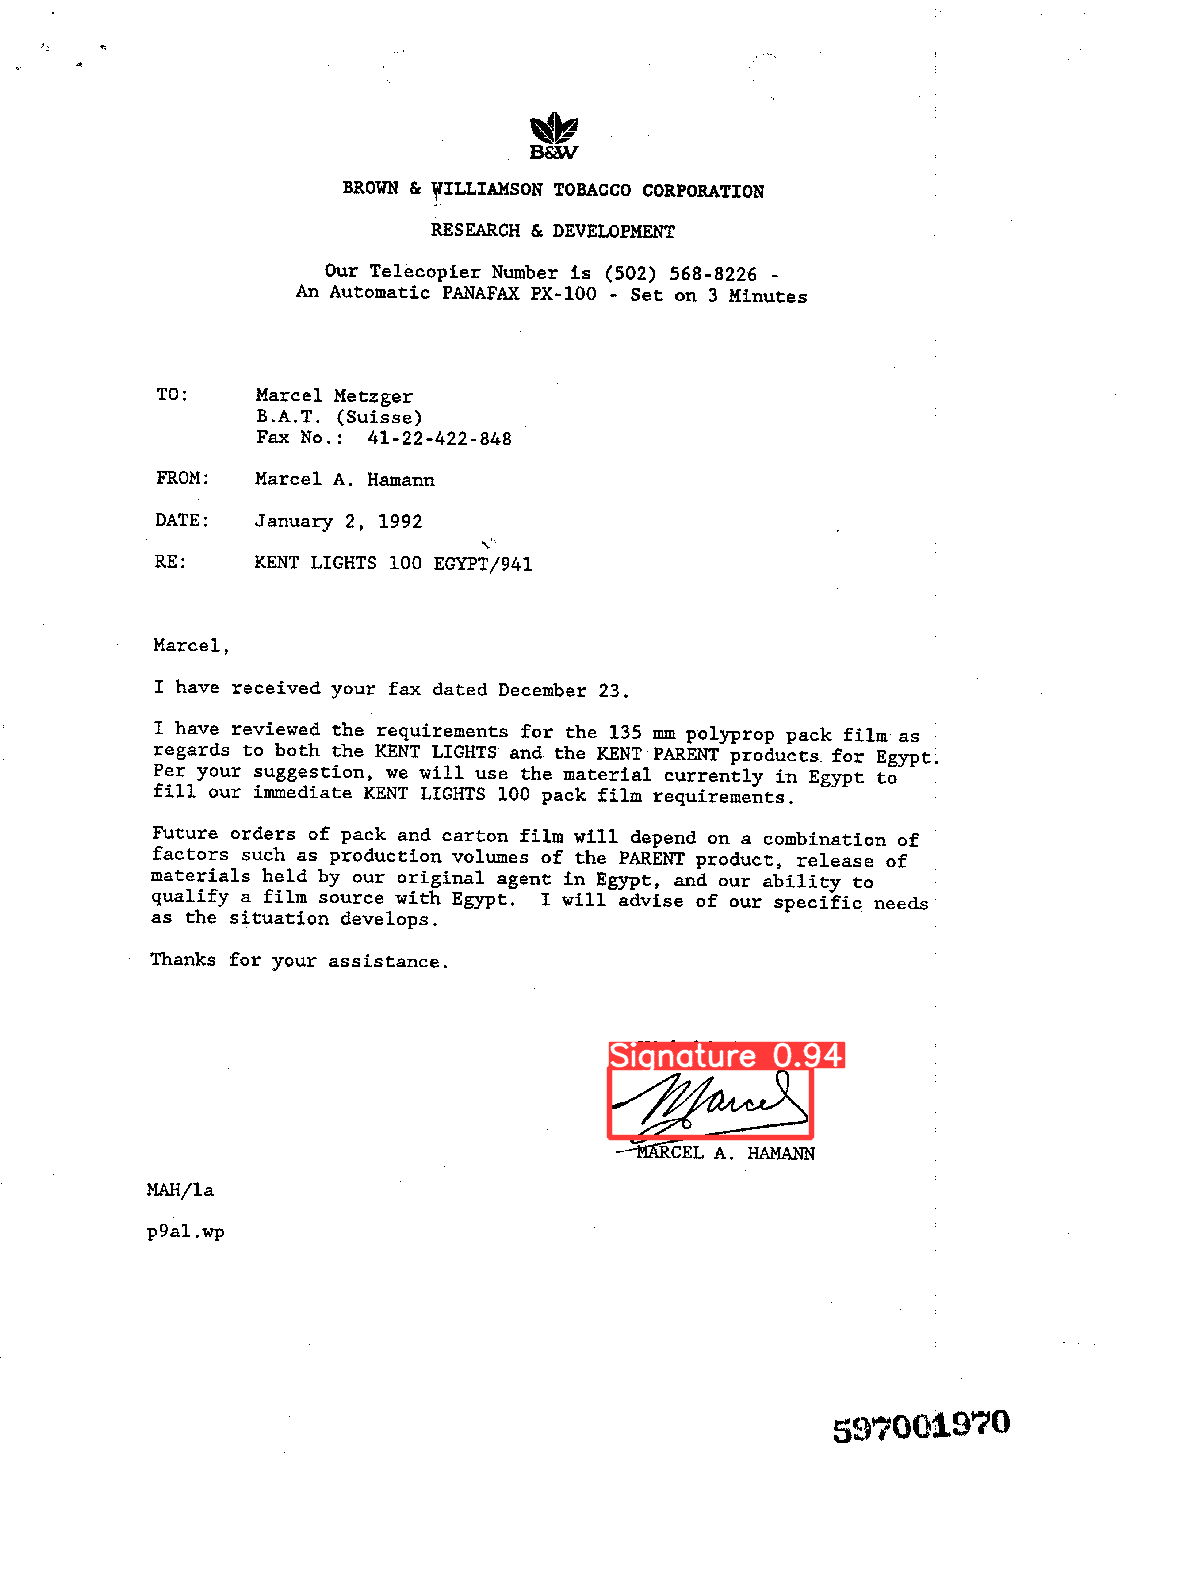 B&W
BROWN & WILLIAMSON TOBACCO CORPORATION
RESEARCH & DEVELOPMENT
Our Telecopier Number is (502) 568-8226 -
An Automatic PANAFAX PX-100 - Set on 3 Minutes
TO: Marcel Metzger
B.A.T. (Suisse)
Fax No.: 41-22-422-848
FROM: Marcel A. Hamann
DATE: January 2, 1992
RE: KENT LIGHTS 100 EGYPT/941
Marcel,
I have received your fax dated December 23.
I have reviewed the requirements for the 135 mm polyprop pack film as
regards to both the KENT LIGHTS and the KENT PARENT products for Egypt.
Per your suggestion, we will use the material currently in Egypt to
fill our immediate KENT LIGHTS 100 pack film requirements.
Future orders of pack and carton film will depend on a combination of
factors such as production volumes of the PARENT product, release of
materials held by our original agent in Egypt, and our ability to
qualify a film source with Egypt. I will advise of our specific needs
as the situation develops.
Thanks for your assistance.
Signature 0.94
Marcel
MARCEL A. HAMANN
MAH/la
p9al.wp
597001970